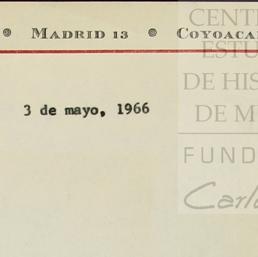 MADRID 13 COYOACA
3 de mayo, 1966
CENT
ESTU
DE HIS
DE M
FUND
Carl